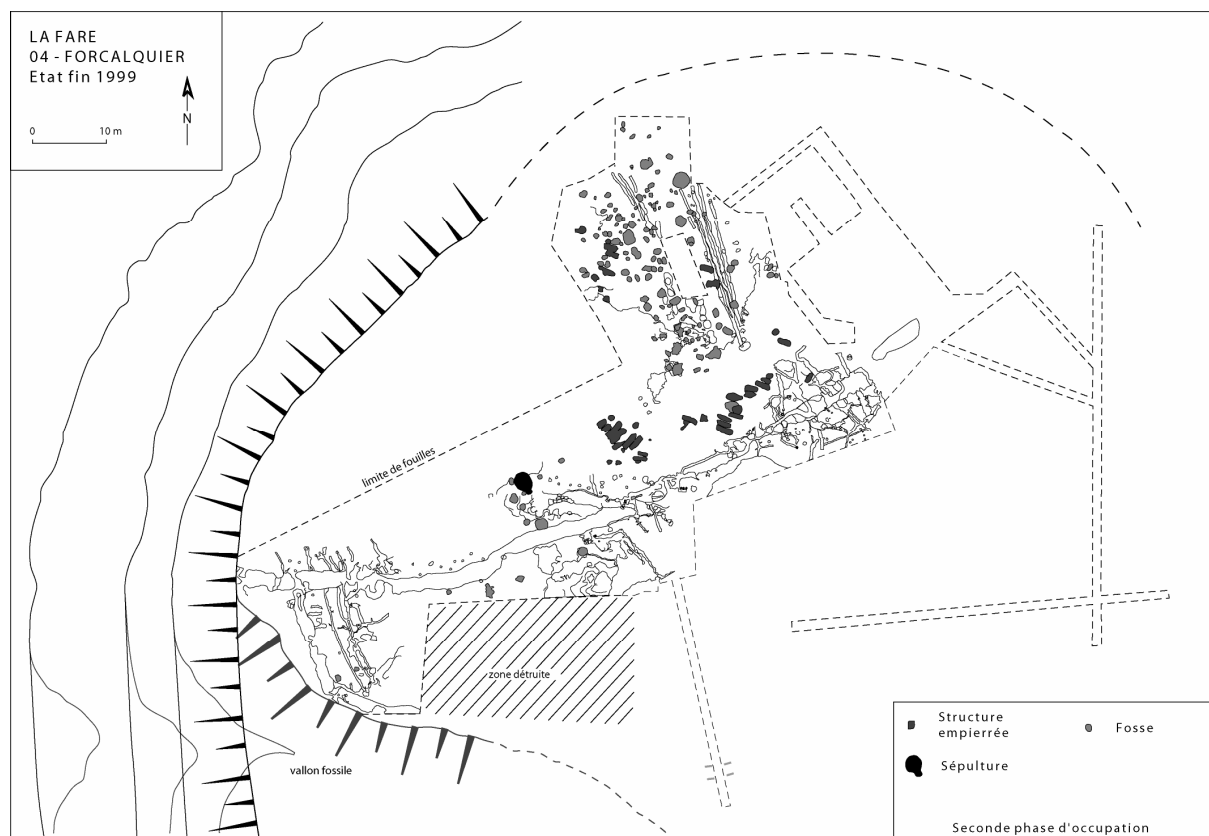 LA FARE
04 - FORCALQUIER
Etat fin 1999
N
0 10 m
limite de fouilles
zone détruite
vallon fossile
Structure
empierrée
Fosse
Sépulture
Seconde phase d'occupation